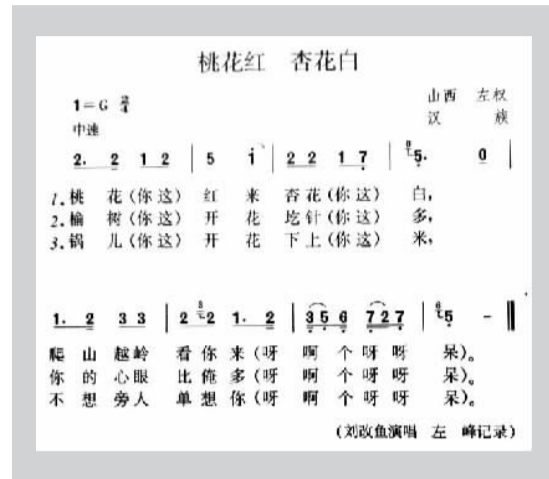 桃花红 杏花白
1=G 2/4
山西 左权
中速
汉 族
2. 2 1 2 | 5 i | 2 2 1 7 | 5. 0 |
1.桃 花(你这) 红 来 杏花(你这) 白,
2.榆 树(你这) 开 花 圪针(你这) 多,
3.锅 儿(你这) 开 花 下上(你这) 米,
1. 2 3 3 | 2 3 2 1. 2 | 3 5 6 7 2 7 | 6 5 - ‖
爬 山 越岭 看你 来(呀 啊 个 呀 呀 呆)。
你 的 心眼 比俺 多(呀 啊 个 呀 呀 呆)。
不 想 旁人 单想 你(呀 啊 个 呀 呀 呆)。
(刘改鱼演唱 左 峰记录)